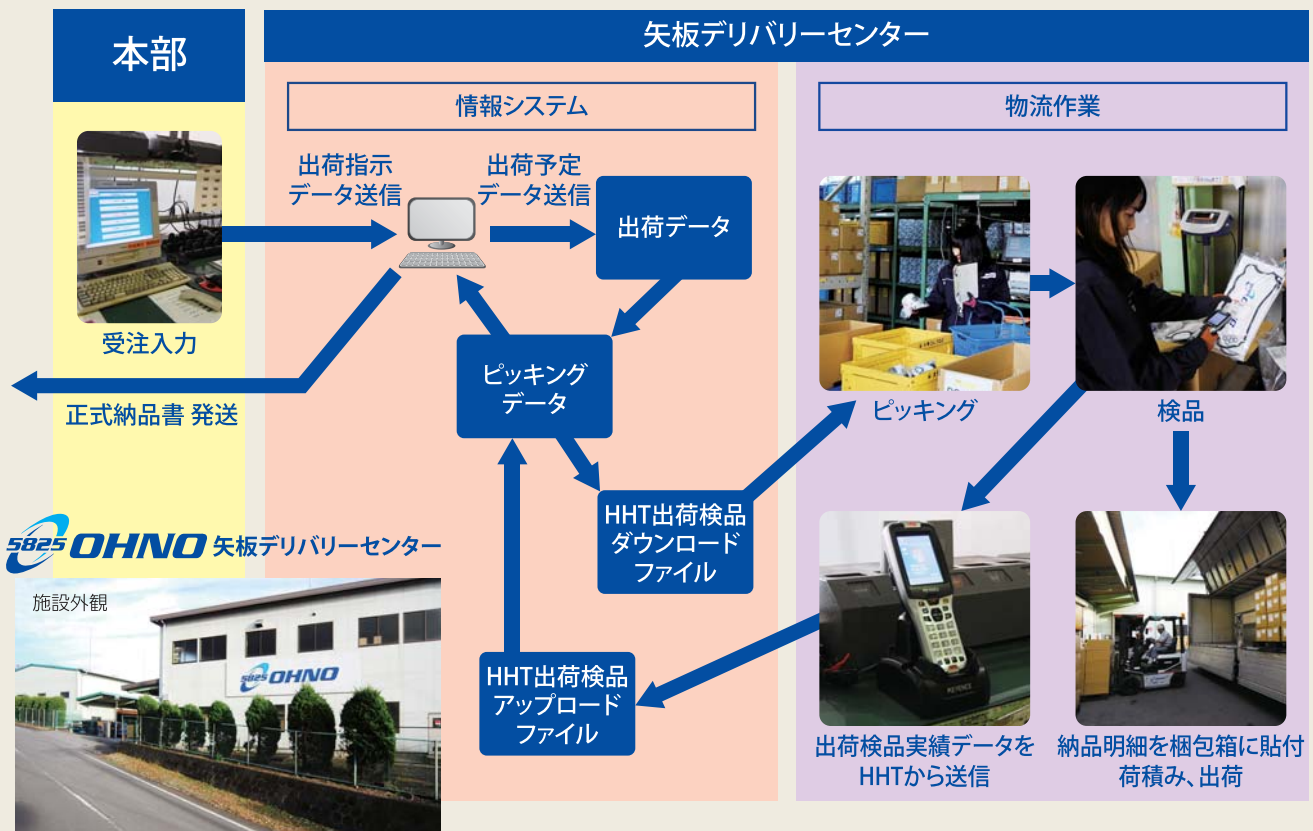 本部
矢板デリバリーセンター
情報システム
物流作業
出荷指示
データ送信
出荷予定
データ送信
出荷データ
受注入力
正式納品書 発送
ピッキング
データ
ピッキング
検品
HHT出荷検品
ダウンロード
ファイル
HHT出荷検品
アップロード
ファイル
出荷検品実績データを
HHTから送信
納品明細を梱包箱に貼付
荷積み、出荷
5825 OHNO 矢板デリバリーセンター
施設外観
5825 OHNO
KEYENCE